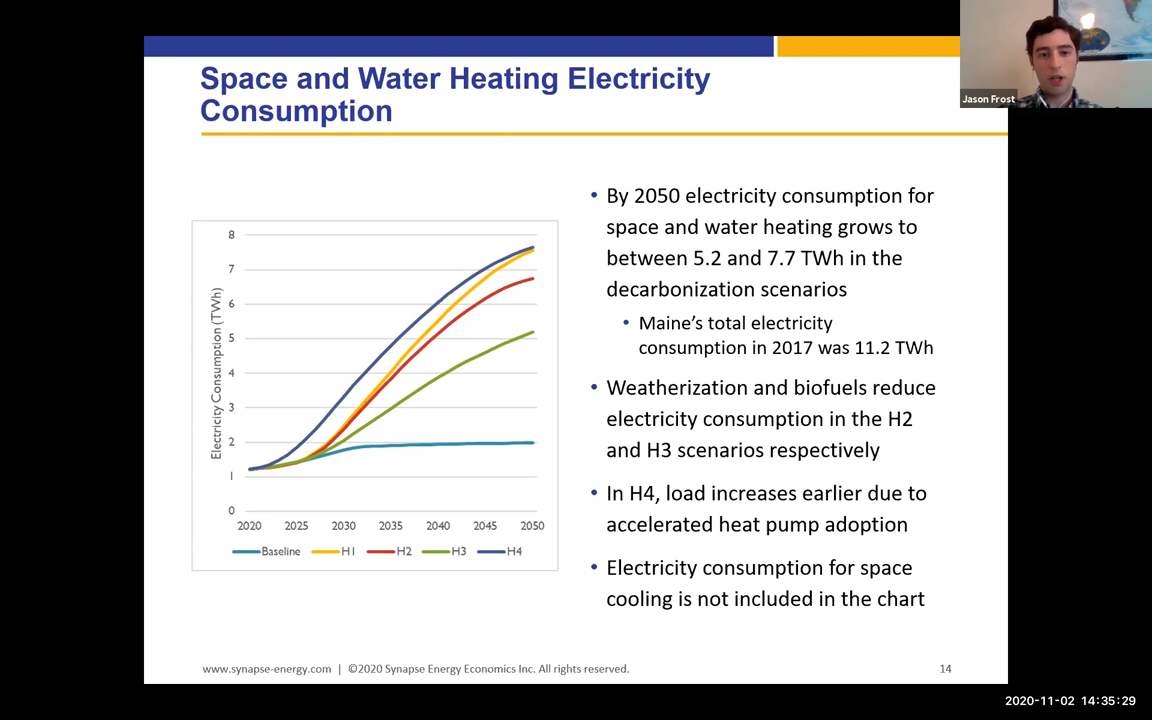 Space and Water Heating Electricity
Consumption
Jason Frost
Electricity Consumption (TWh)
8
7
6
5
4
3
2
1
0
2020 2025 2030 2035 2040 2045 2050
Baseline H1 H2 H3 H4
• By 2050 electricity consumption for
space and water heating grows to
between 5.2 and 7.7 TWh in the
decarbonization scenarios
• Maine's total electricity
consumption in 2017 was 11.2 TWh
• Weatherization and biofuels reduce
electricity consumption in the H2
and H3 scenarios respectively
• In H4, load increases earlier due to
accelerated heat pump adoption
• Electricity consumption for space
cooling is not included in the chart
www.synapse-energy.com | ©2020 Synapse Energy Economics Inc. All rights reserved.
14
2020-11-02 14:35:29